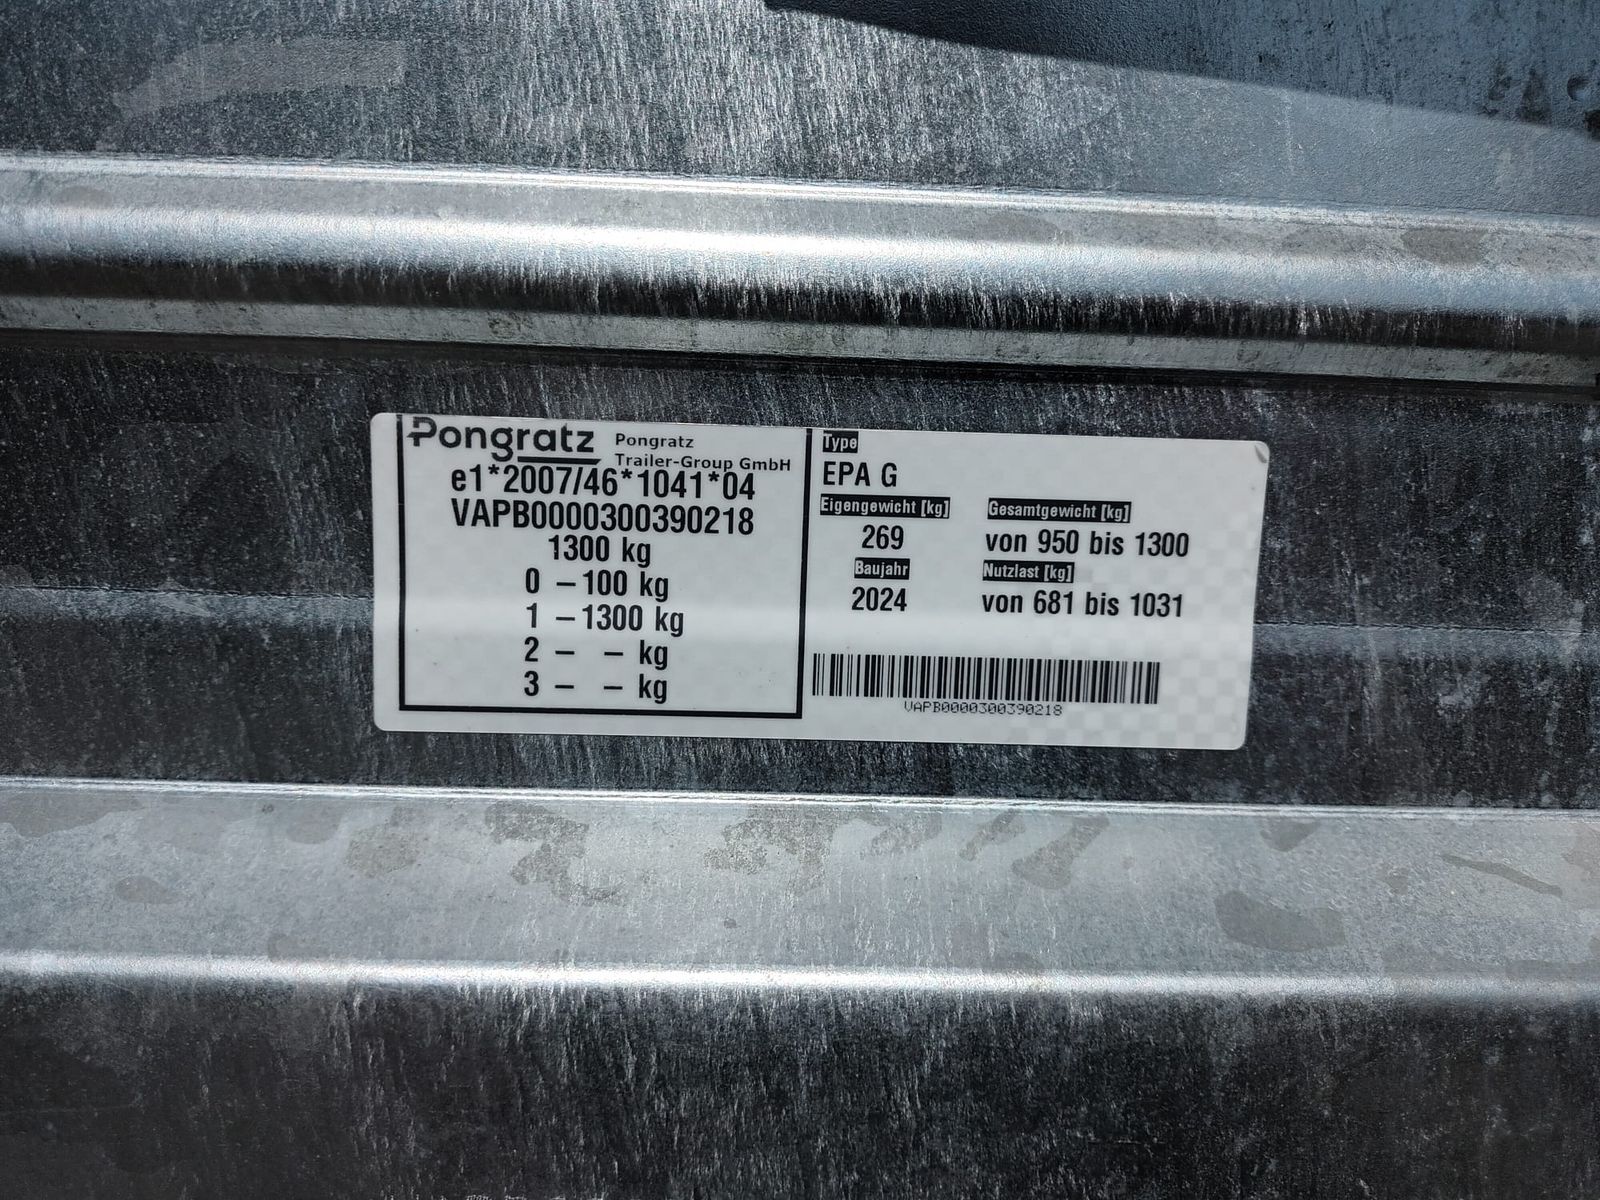 Pongratz
Pongratz
Trailer-Group GmbH
e1*2007/46*1041*04
VAPB0000300390218
1300 kg
0 – 100 kg
1 – 1300 kg
2 – – kg
3 – – kg
Type
EPA G
Eigengewicht [kg] Gesamtgewicht [kg]
269 von 950 bis 1300
Baujahr Nutzlast [kg]
2024 von 681 bis 1031
VAPB0000300390218